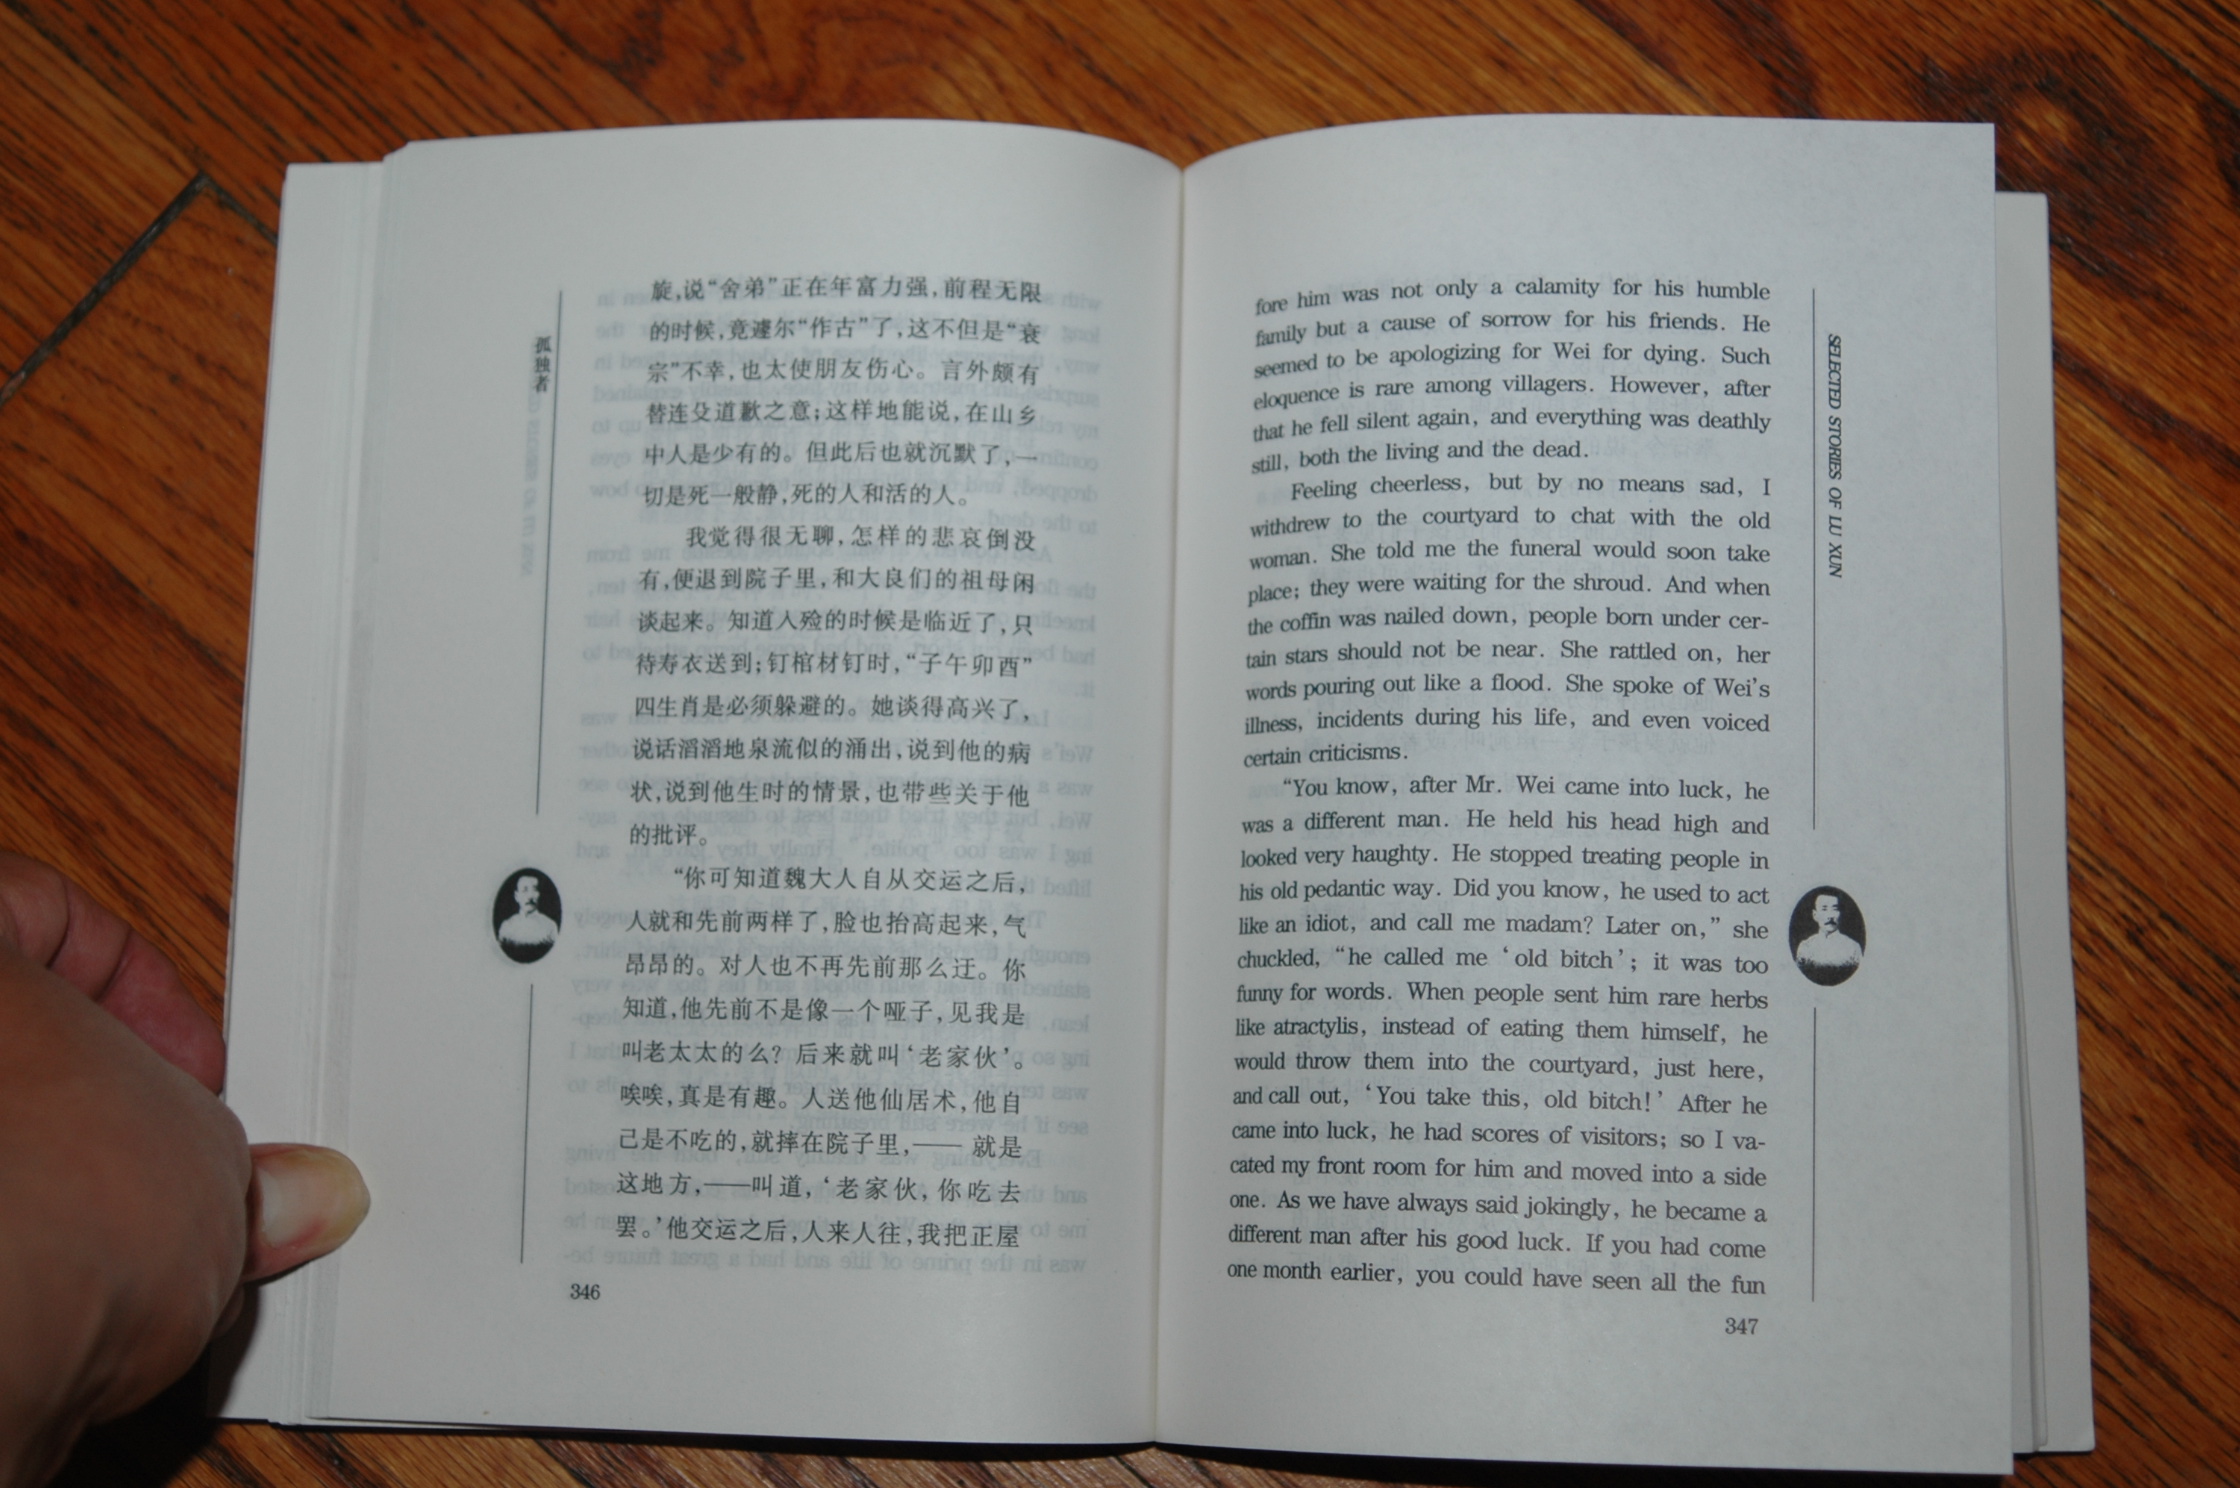 孤独者
旋,说“舍弟”正在年富力强,前程无限
的时候,竟遽尔“作古”了,这不但是“衰
宗”不幸,也太使朋友伤心。言外颇有
替连殳道歉之意;这样地能说,在山乡
中人是少有的。但此后也就沉默了,一
切是死一般静,死的人和活的人。
我觉得很无聊,怎样的悲哀倒没
有,便退到院子里,和大良们的祖母闲
谈起来。知道入殓的时候是临近了,只
待寿衣送到;钉棺材钉时,“子午卯酉”
四生肖是必须躲避的。她谈得高兴了,
说话滔滔地泉流似的涌出,说到他的病
状,说到他生时的情景,也带些关于他
的批评。
“你可知道魏大人自从交运之后,
人就和先前两样了,脸也抬高起来,气
昂昂的。对人也不再先前那么迂。你
知道,他先前不是像一个哑子,见我是
叫老太太的么?后来就叫‘老家伙’。
唉唉,真是有趣。人送他仙居术,他自
己是不吃的,就摔在院子里,——就是
这地方,——叫道,‘老家伙,你吃去
罢。’他交运之后,人来人往,我把正屋
346
SELECTED STORIES OF LU XUN
fore him was not only a calamity for his humble
family but a cause of sorrow for his friends. He
seemed to be apologizing for Wei for dying. Such
eloquence is rare among villagers. However, after
that he fell silent again, and everything was deathly
still, both the living and the dead.
Feeling cheerless, but by no means sad, I
withdrew to the courtyard to chat with the old
woman. She told me the funeral would soon take
place; they were waiting for the shroud. And when
the coffin was nailed down, people born under cer-
tain stars should not be near. She rattled on, her
words pouring out like a flood. She spoke of Wei's
illness, incidents during his life, and even voiced
certain criticisms.
“You know, after Mr. Wei came into luck, he
was a different man. He held his head high and
looked very haughty. He stopped treating people in
his old pedantic way. Did you know, he used to act
like an idiot, and call me madam? Later on,” she
chuckled, “he called me ‘old bitch’; it was too
funny for words. When people sent him rare herbs
like atractylis, instead of eating them himself, he
would throw them into the courtyard, just here,
and call out, ‘You take this, old bitch!’ After he
came into luck, he had scores of visitors; so I va-
cated my front room for him and moved into a side
one. As we have always said jokingly, he became a
different man after his good luck. If you had come
one month earlier, you could have seen all the fun
347